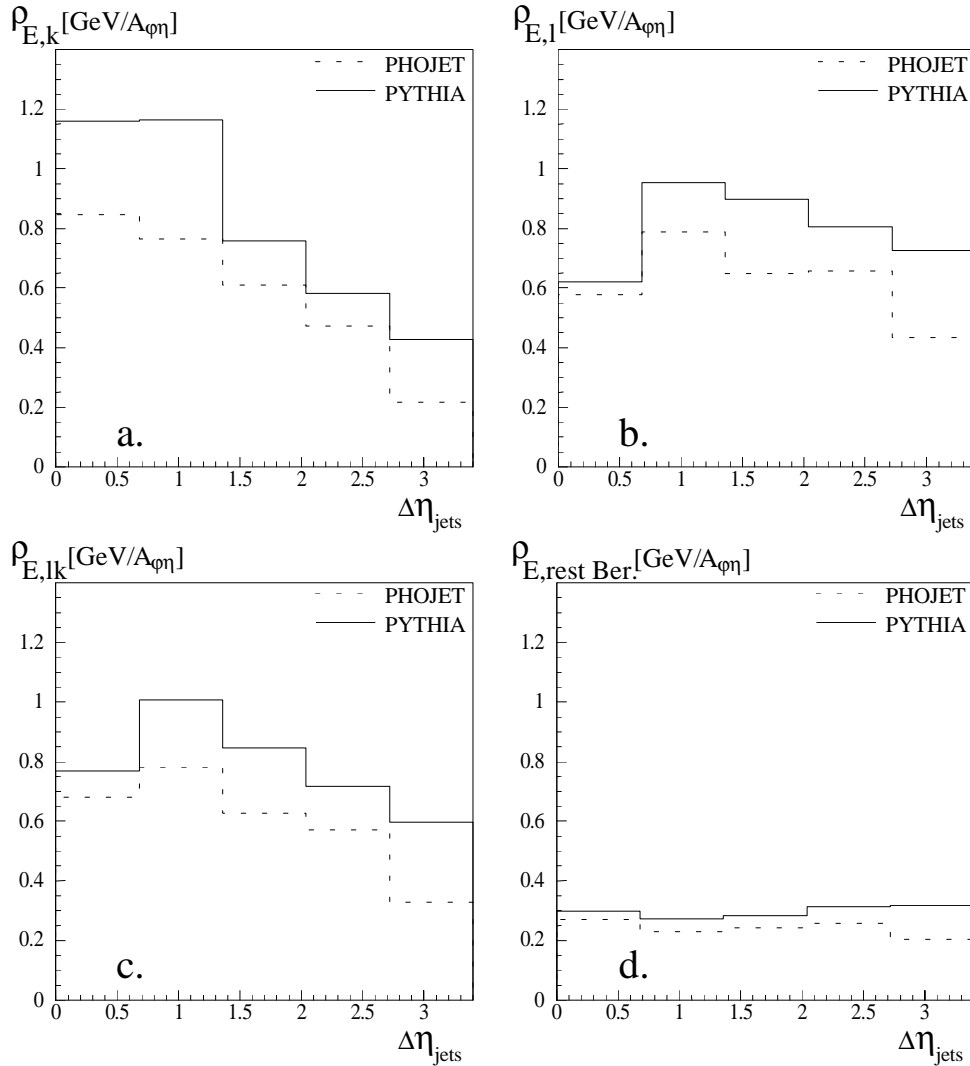 ρE,k[GeV/Aφη]
PHOJET
PYTHIA
1.2
1
0.8
0.6
0.4
0.2
0
a.
0 0.5 1 1.5 2 2.5 3
Δηjets
ρE,l[GeV/Aφη]
PHOJET
PYTHIA
1.2
1
0.8
0.6
0.4
0.2
0
b.
0 0.5 1 1.5 2 2.5 3
Δηjets
ρE,lk[GeV/Aφη]
PHOJET
PYTHIA
1.2
1
0.8
0.6
0.4
0.2
0
c.
0 0.5 1 1.5 2 2.5 3
Δηjets
ρE,rest Ber.[GeV/Aφη]
PHOJET
PYTHIA
1.2
1
0.8
0.6
0.4
0.2
0
d.
0 0.5 1 1.5 2 2.5 3
Δηjets